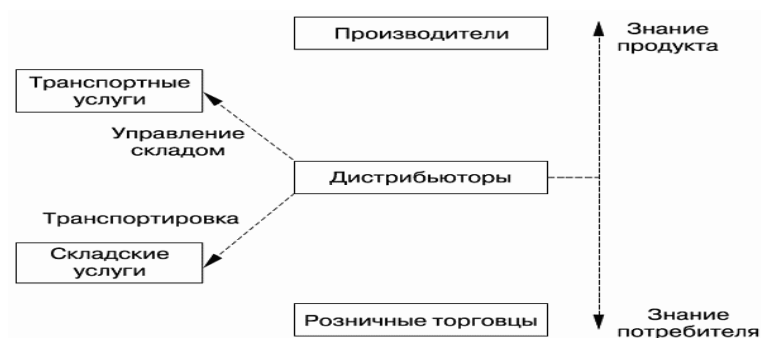 Производители
Знание
продукта
Транспортные
услуги
Управление
складом
Дистрибьюторы
Транспортировка
Складские
услуги
Розничные торговцы
Знание
потребителя